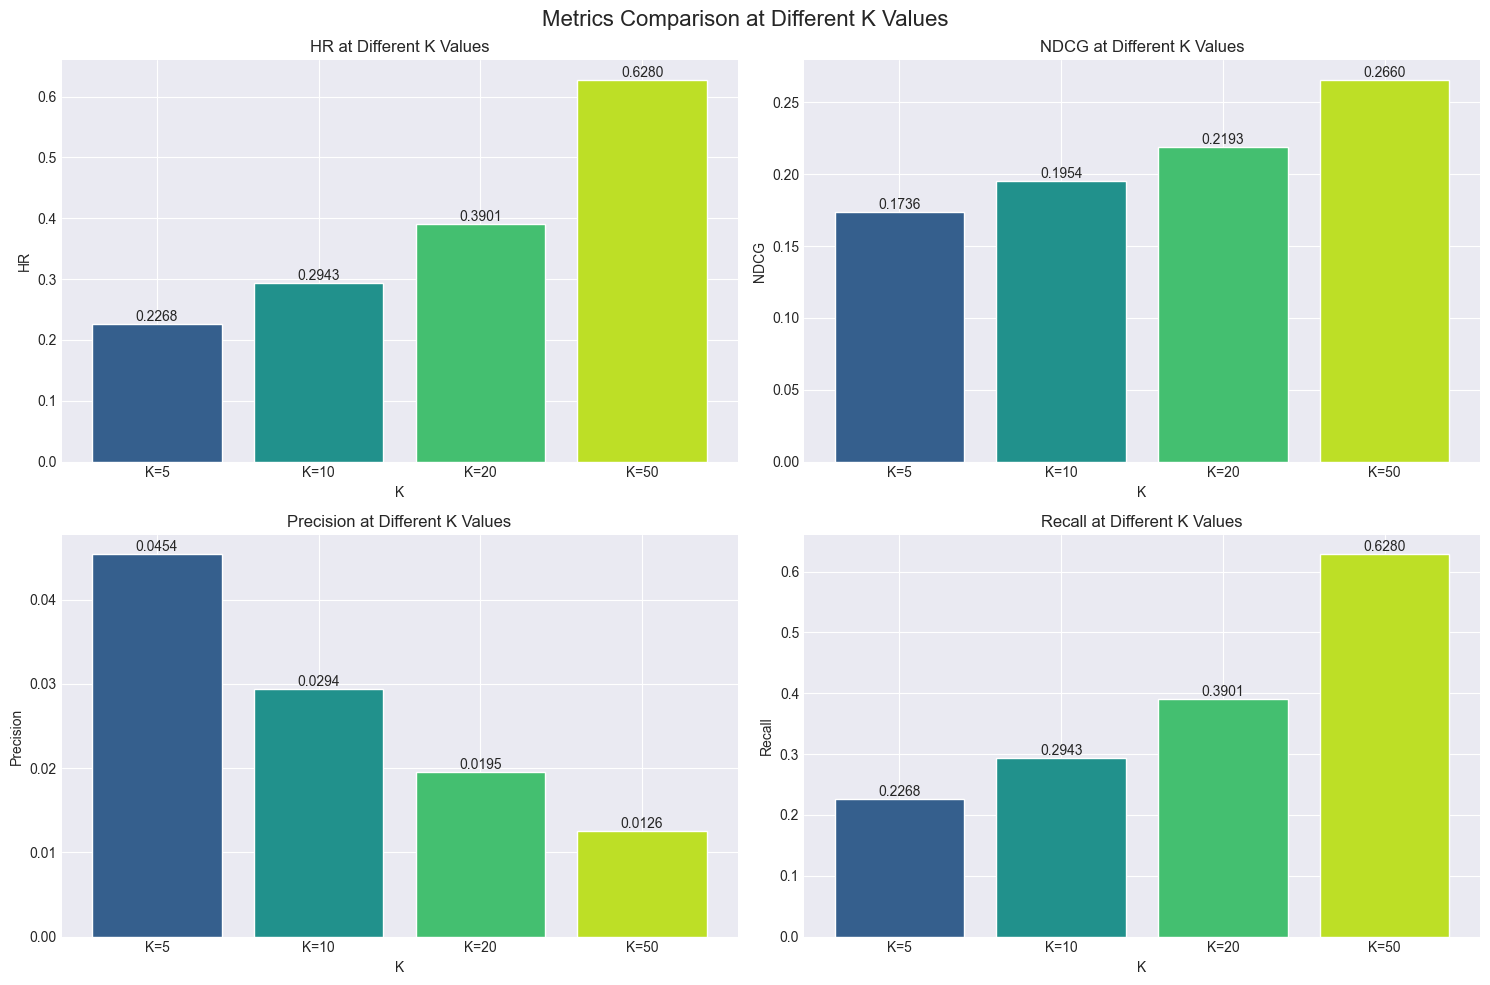 Metrics Comparison at Different K Values
HR at Different K Values
HR
0.6
0.5
0.4
0.3
0.2
0.1
0.0
0.2268
0.2943
0.3901
0.6280
K=5 K=10 K=20 K=50
K
NDCG at Different K Values
NDCG
0.25
0.20
0.15
0.10
0.05
0.00
0.1736
0.1954
0.2193
0.2660
K=5 K=10 K=20 K=50
K
Precision at Different K Values
Precision
0.04
0.03
0.02
0.01
0.00
0.0454
0.0294
0.0195
0.0126
K=5 K=10 K=20 K=50
K
Recall at Different K Values
Recall
0.6
0.5
0.4
0.3
0.2
0.1
0.0
0.2268
0.2943
0.3901
0.6280
K=5 K=10 K=20 K=50
K